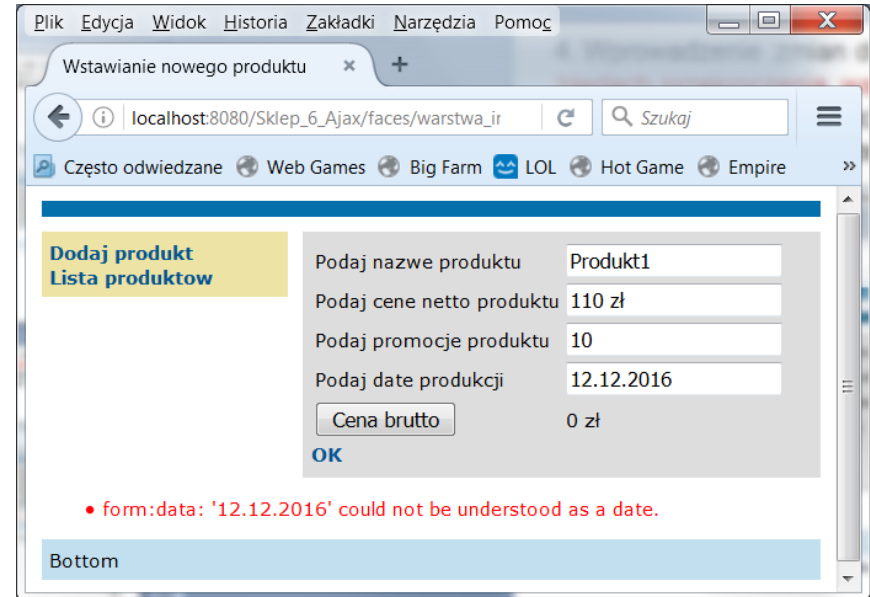 Plik Edycja Widok Historia Zakładki Narzędzia Pomoc
Wstawianie nowego produktu × +
localhost:8080/Sklep_6_Ajax/faces/warstwa_ir Szukaj
Często odwiedzane Web Games Big Farm LOL Hot Game Empire »
Dodaj produkt
Lista produktow
Podaj nazwe produktu Produkt1
Podaj cene netto produktu 110 zł
Podaj promocje produktu 10
Podaj date produkcji 12.12.2016
Cena brutto 0 zł
OK
• form:data: '12.12.2016' could not be understood as a date.
Bottom